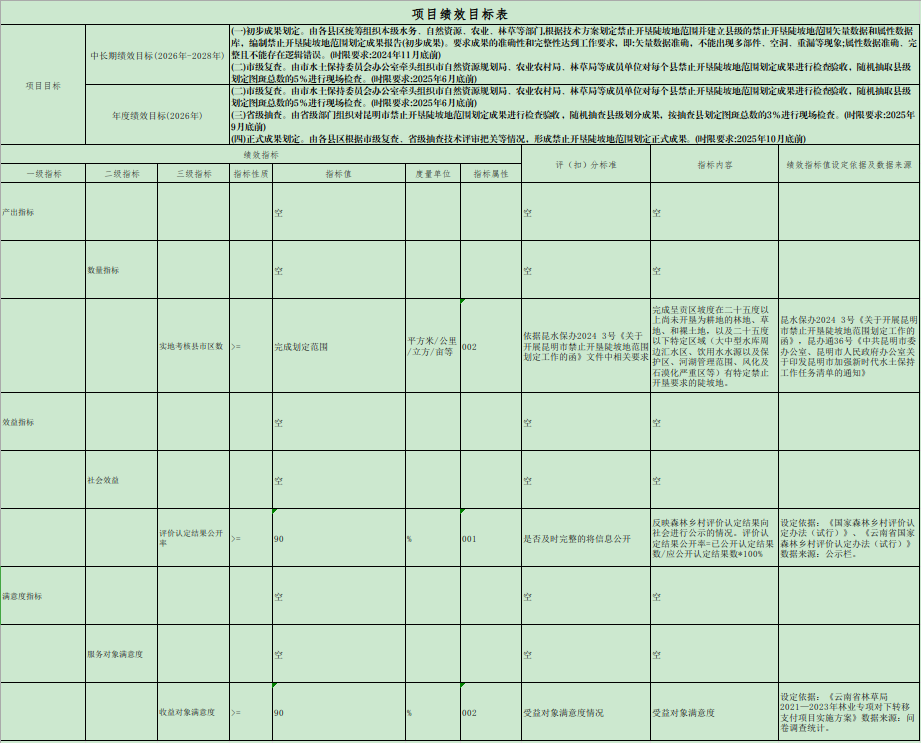 项目绩效目标表
项目目标
中长期绩效目标(2026年-2028年)
(一)初步成果划定。由各县区统筹组织本级水务、自然资源、农业、林草等部门,根据技术方案划定禁止开垦陡坡地范围并建立县级的禁止开垦陡坡地范围矢量数据和属性数据
库，编制禁止开垦陡坡地范围划定成果报告(初步成果)。要求成果的准确性和完整性达到工作要求，即:矢量数据准确，不能出现多部件、空洞、重漏等现象;属性数据准确、完
整且不能存在逻辑错误。(时限要求:2024年11月底前)
(二)市级复查。由市水土保持委员会办公室牵头组织市自然资源规划局、农业农村局、林草局等成员单位对每个县禁止开垦陡坡地范围划定成果进行检查验收，随机抽取县级
划定图斑总数的5%进行现场检查。(时限要求:2025年6月底前)
年度绩效目标(2026年)
(二)市级复查。由市水土保持委员会办公室牵头组织市自然资源规划局、农业农村局、林草局等成员单位对每个县禁止开垦陡坡地范围划定成果进行检查验收，随机抽取县级
划定图斑总数的5%进行现场检查。(时限要求:2025年6月底前)
(三)省级抽查。由省级部门组织对昆明市禁止开垦陡坡地范围划定成果进行检查验收，随机抽查县级划分成果，按抽查县划定图斑总数的3%进行现场检查。(时限要求:2025年
9月底前)
(四)正式成果划定。由各县区根据市级复查、省级抽查技术评审把关等情况，形成禁止开垦陡坡地范围划定正式成果。(时限要求:2025年10月底前)
绩效指标
评（扣）分标准
指标内容
绩效指标值设定依据及数据来源
一级指标
二级指标
三级指标
指标性质
指标值
度量单位
指标属性
产出指标
空
空
空
数量指标
空
空
空
实地考核县市区数
>=
完成划定范围
平方米/公里
/立方/亩等
002
依据昆水保办2024 3号《关于
开展昆明市禁止开垦陡坡地范围
划定工作的函》文件中相关要求
完成呈贡区坡度在二十五度以
上尚未开垦为耕地的林地、草
地、和裸土地，以及二十五度
以下特定区域（大中型水库周
边汇水区、饮用水水源以及保
护区、河湖管理范围、风化及
石漠化严重区等）有特定禁止
开垦要求的陡坡地。
昆水保办2024 3号《关于开展昆明
市禁止开垦陡坡地范围划定工作的
函》，昆办通36号《中共昆明市委
办公室、昆明市人民政府办公室关
于印发昆明市加强新时代水土保持
工作任务清单的通知》
效益指标
空
空
空
社会效益
空
空
空
评价认定结果公开
率
>=
90
%
001
是否及时完整的将信息公开
反映森林乡村评价认定结果向
社会进行公示的情况。评价认
定结果公开率=已公开认定结果
数/应公开认定结果数*100%
设定依据：《国家森林乡村评价认
定办法（试行）》、《云南省国家
森林乡村评价认定办法（试行）》
数据来源：公示栏。
满意度指标
空
空
空
服务对象满意度
空
空
空
收益对象满意度
>=
90
%
002
受益对象满意度情况
受益对象满意度
设定依据：《云南省林草局
2021—2023年林业专项对下转移
支付项目实施方案》数据来源：问
卷调查统计。